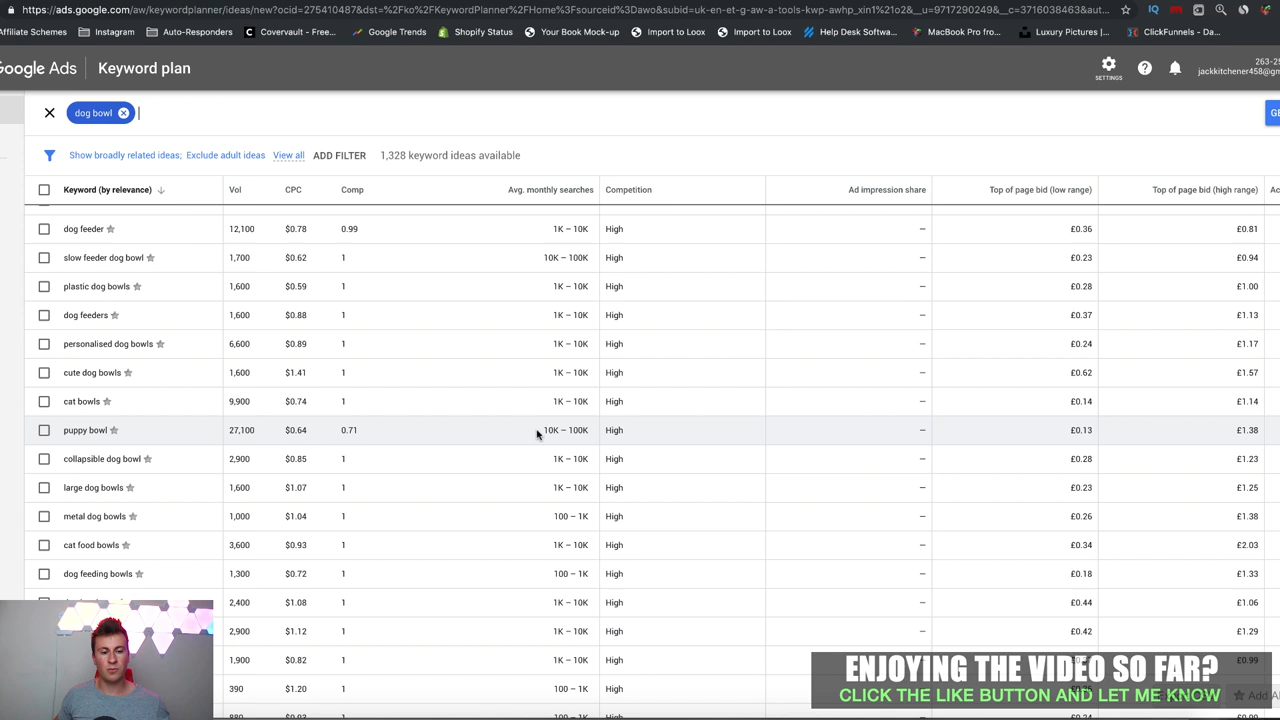 https://ads.google.com/aw/keywordplanner/ideas/new?ocid=275410487&dst=%2Fko%2FKeywordPlanner%2FHome%3Fsourceid%3Dawo&subid=uk-en-et-g-aw-a-tools-kwp-awhp_xin1%21o2&__u=9717290249&__c=3716038463&aut...
Affiliate Schemes Instagram Auto-Responders Covervault - Free... Google Trends Shopify Status Your Book Mock-up Import to Loox Import to Loox Help Desk Softwa... MacBook Pro from... Luxury Pictures |... ClickFunnels - Da...
Google Ads Keyword plan
SETTINGS
jackkitchener458@gm
dog bowl
GE
Show broadly related ideas; Exclude adult ideas View all ADD FILTER 1,328 keyword ideas available
Keyword (by relevance) Vol CPC Comp Avg. monthly searches Competition Ad impression share Top of page bid (low range) Top of page bid (high range) Ac
dog feeder 12,100 $0.78 0.99 1K – 10K High – £0.36 £0.81
slow feeder dog bowl 1,700 $0.62 1 10K – 100K High – £0.23 £0.94
plastic dog bowls 1,600 $0.59 1 1K – 10K High – £0.28 £1.00
dog feeders 1,600 $0.88 1 1K – 10K High – £0.37 £1.13
personalised dog bowls 6,600 $0.89 1 1K – 10K High – £0.24 £1.17
cute dog bowls 1,600 $1.41 1 1K – 10K High – £0.62 £1.57
cat bowls 9,900 $0.74 1 1K – 10K High – £0.14 £1.14
puppy bowl 27,100 $0.64 0.71 10K – 100K High – £0.13 £1.38
collapsible dog bowl 2,900 $0.85 1 1K – 10K High – £0.28 £1.23
large dog bowls 1,600 $1.07 1 1K – 10K High – £0.23 £1.25
metal dog bowls 1,000 $1.04 1 100 – 1K High – £0.26 £1.38
cat food bowls 3,600 $0.93 1 1K – 10K High – £0.34 £2.03
dog feeding bowls 1,300 $0.72 1 100 – 1K High – £0.18 £1.33
2,400 $1.08 1 1K – 10K High – £0.44 £1.06
2,900 $1.12 1 1K – 10K High – £0.42 £1.29
1,900 $0.82 1 1K – 10K High £0.99
390 $1.20 1 100 – 1K High
ENJOYING THE VIDEO SO FAR?
CLICK THE LIKE BUTTON AND LET ME KNOW